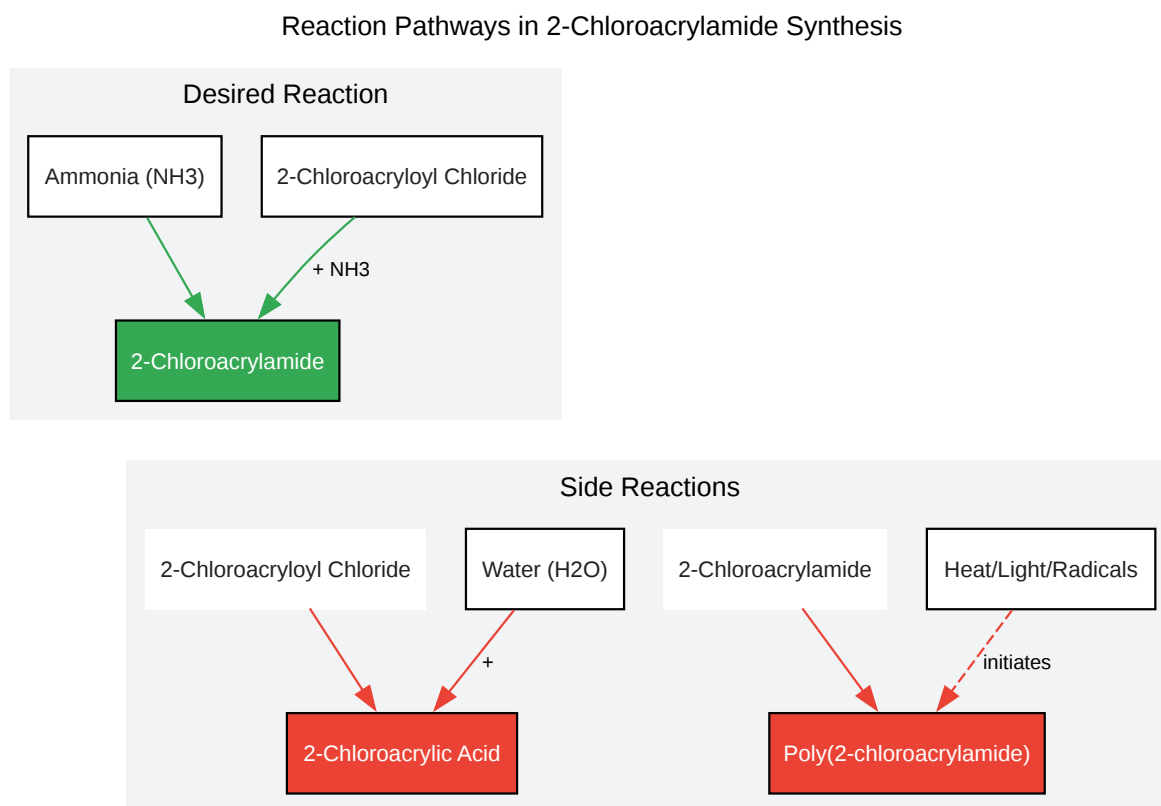 Reaction Pathways in 2-Chloroacrylamide Synthesis
Desired Reaction
Ammonia (NH3)
2-Chloroacryloyl Chloride
+ NH3
2-Chloroacrylamide
Side Reactions
2-Chloroacryloyl Chloride
Water (H2O)
2-Chloroacrylamide
Heat/Light/Radicals
+
initiates
2-Chloroacrylic Acid
Poly(2-chloroacrylamide)